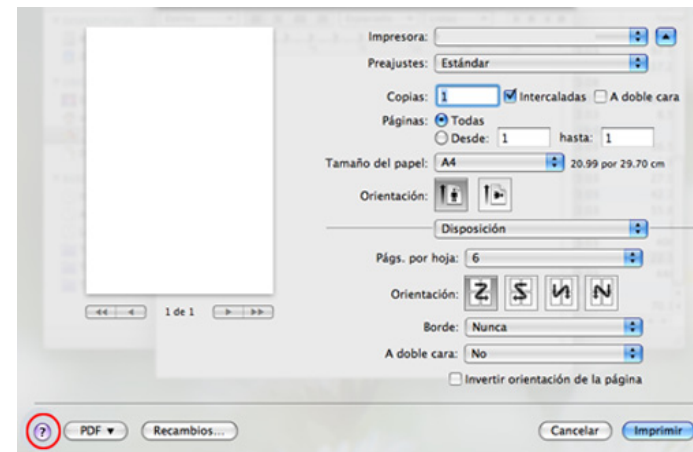 Impresora:
Preajustes: Estándar
Copias: 1 Intercaladas A doble cara
Páginas: Todas
Desde: 1 hasta: 1
Tamaño del papel: A4 20.99 por 29.70 cm
Orientación:
Disposición
Págs. por hoja: 6
Orientación:
1 de 1
Borde: Nunca
A doble cara: No
Invertir orientación de la página
? PDF Recambios... Cancelar Imprimir